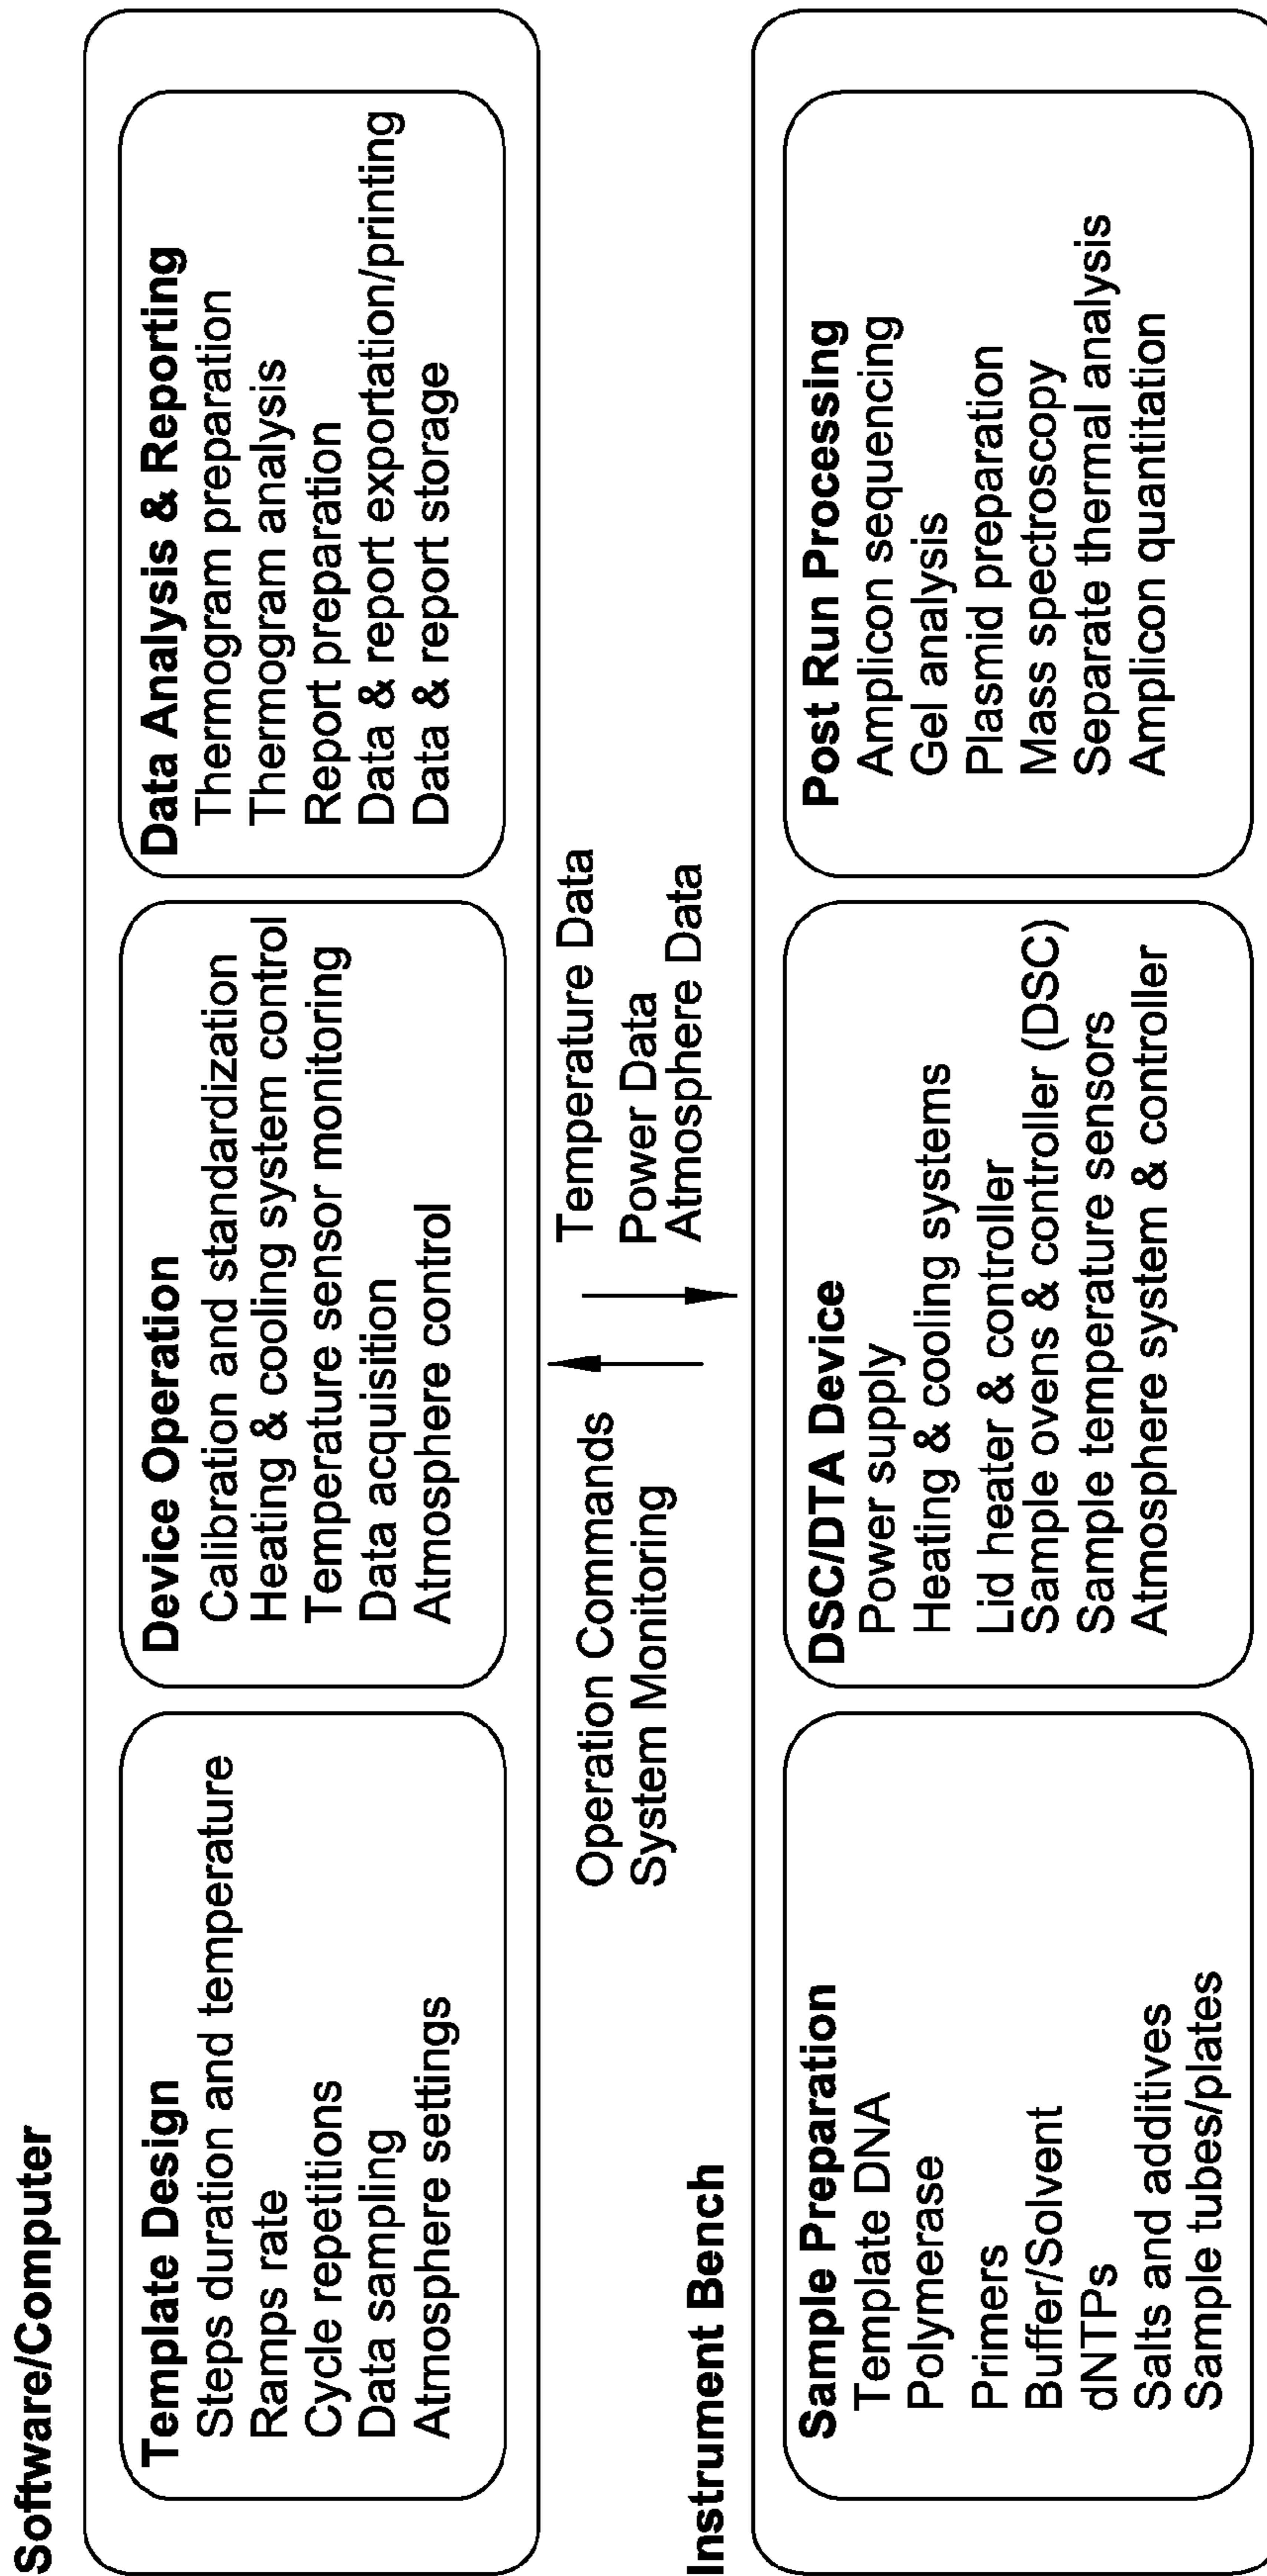 Software/Computer
Template Design
Steps duration and temperature
Ramps rate
Cycle repetitions
Data sampling
Atmosphere settings
Device Operation
Calibration and standardization
Heating & cooling system control
Temperature sensor monitoring
Data acquisition
Atmosphere control
Data Analysis & Reporting
Thermogram preparation
Thermogram analysis
Report preparation
Data & report exportation/printing
Data & report storage
Operation Commands
System Monitoring
Temperature Data
Power Data
Atmosphere Data
Instrument Bench
Sample Preparation
Template DNA
Polymerase
Primers
Buffer/Solvent
dNTPs
Salts and additives
Sample tubes/plates
DSC/DTA Device
Power supply
Heating & cooling systems
Lid heater & controller
Sample ovens & controller (DSC)
Sample temperature sensors
Atmosphere system & controller
Post Run Processing
Amplicon sequencing
Gel analysis
Plasmid preparation
Mass spectroscopy
Separate thermal analysis
Amplicon quantitation